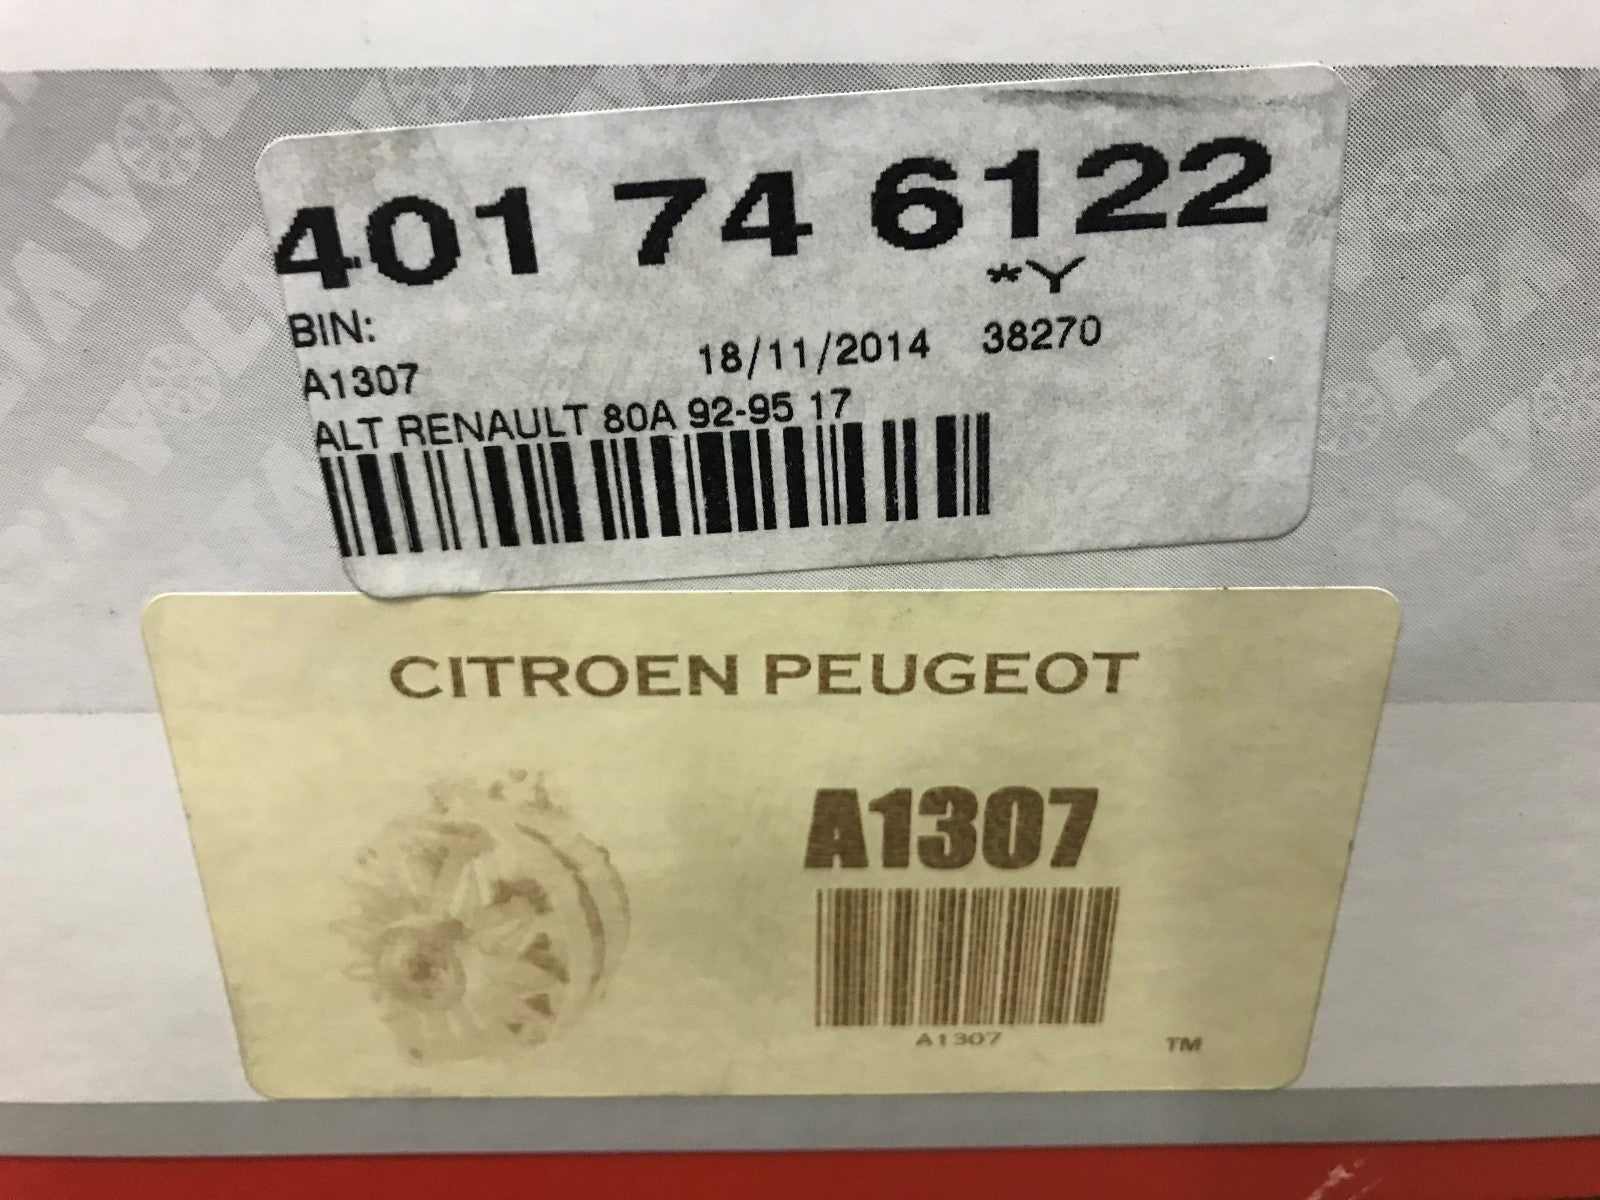 401 74 6122
*Y
BIN:
A1307 18/11/2014 38270
ALT RENAULT 80A 92-95 17
CITROEN PEUGEOT
A1307
A1307
TM